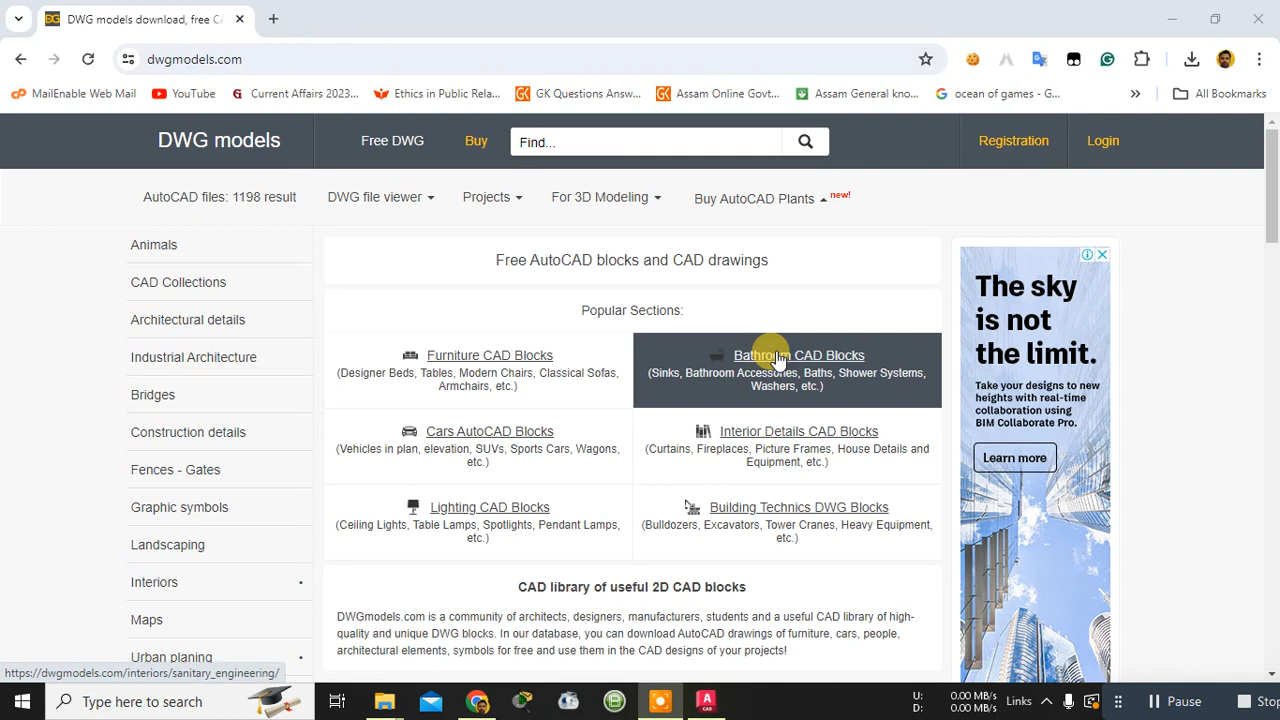 DWG models download, free CA
dwgmodels.com
MailEnable Web Mail
YouTube
Current Affairs 2023...
Ethics in Public Rela...
GK Questions Answ...
Assam Online Govt...
Assam General kno...
ocean of games - G...
»
All Bookmarks
DWG models
Free DWG
Buy
Find...
Registration
Login
AutoCAD files: 1198 result
DWG file viewer
Projects
For 3D Modeling
Buy AutoCAD Plants
new!
Animals
CAD Collections
Architectural details
Industrial Architecture
Bridges
Construction details
Fences - Gates
Graphic symbols
Landscaping
Interiors
Maps
Urban planing
Free AutoCAD blocks and CAD drawings
Popular Sections:
Furniture CAD Blocks
(Designer Beds, Tables, Modern Chairs, Classical Sofas,
Armchairs, etc.)
Bathroom CAD Blocks
(Sinks, Bathroom Accessories, Baths, Shower Systems,
Washers, etc.)
Cars AutoCAD Blocks
(Vehicles in plan, elevation, SUVs, Sports Cars, Wagons,
etc.)
Interior Details CAD Blocks
(Curtains, Fireplaces, Picture Frames, House Details and
Equipment, etc.)
Lighting CAD Blocks
(Ceiling Lights, Table Lamps, Spotlights, Pendant Lamps,
etc.)
Building Technics DWG Blocks
(Bulldozers, Excavators, Tower Cranes, Heavy Equipment,
etc.)
CAD library of useful 2D CAD blocks
DWGmodels.com is a community of architects, designers, manufacturers, students and a useful CAD library of high-
quality and unique DWG blocks. In our database, you can download AutoCAD drawings of furniture, cars, people,
architectural elements, symbols for free and use them in the CAD designs of your projects!
The sky
is not
the limit.
Take your designs to new
heights with real-time
collaboration using
BIM Collaborate Pro.
Learn more
https://dwgmodels.com/interiors/sanitary_engineering/
Type here to search
U: 0.00 MB/s
D: 0.00 MB/s
Links
Pause
Stop